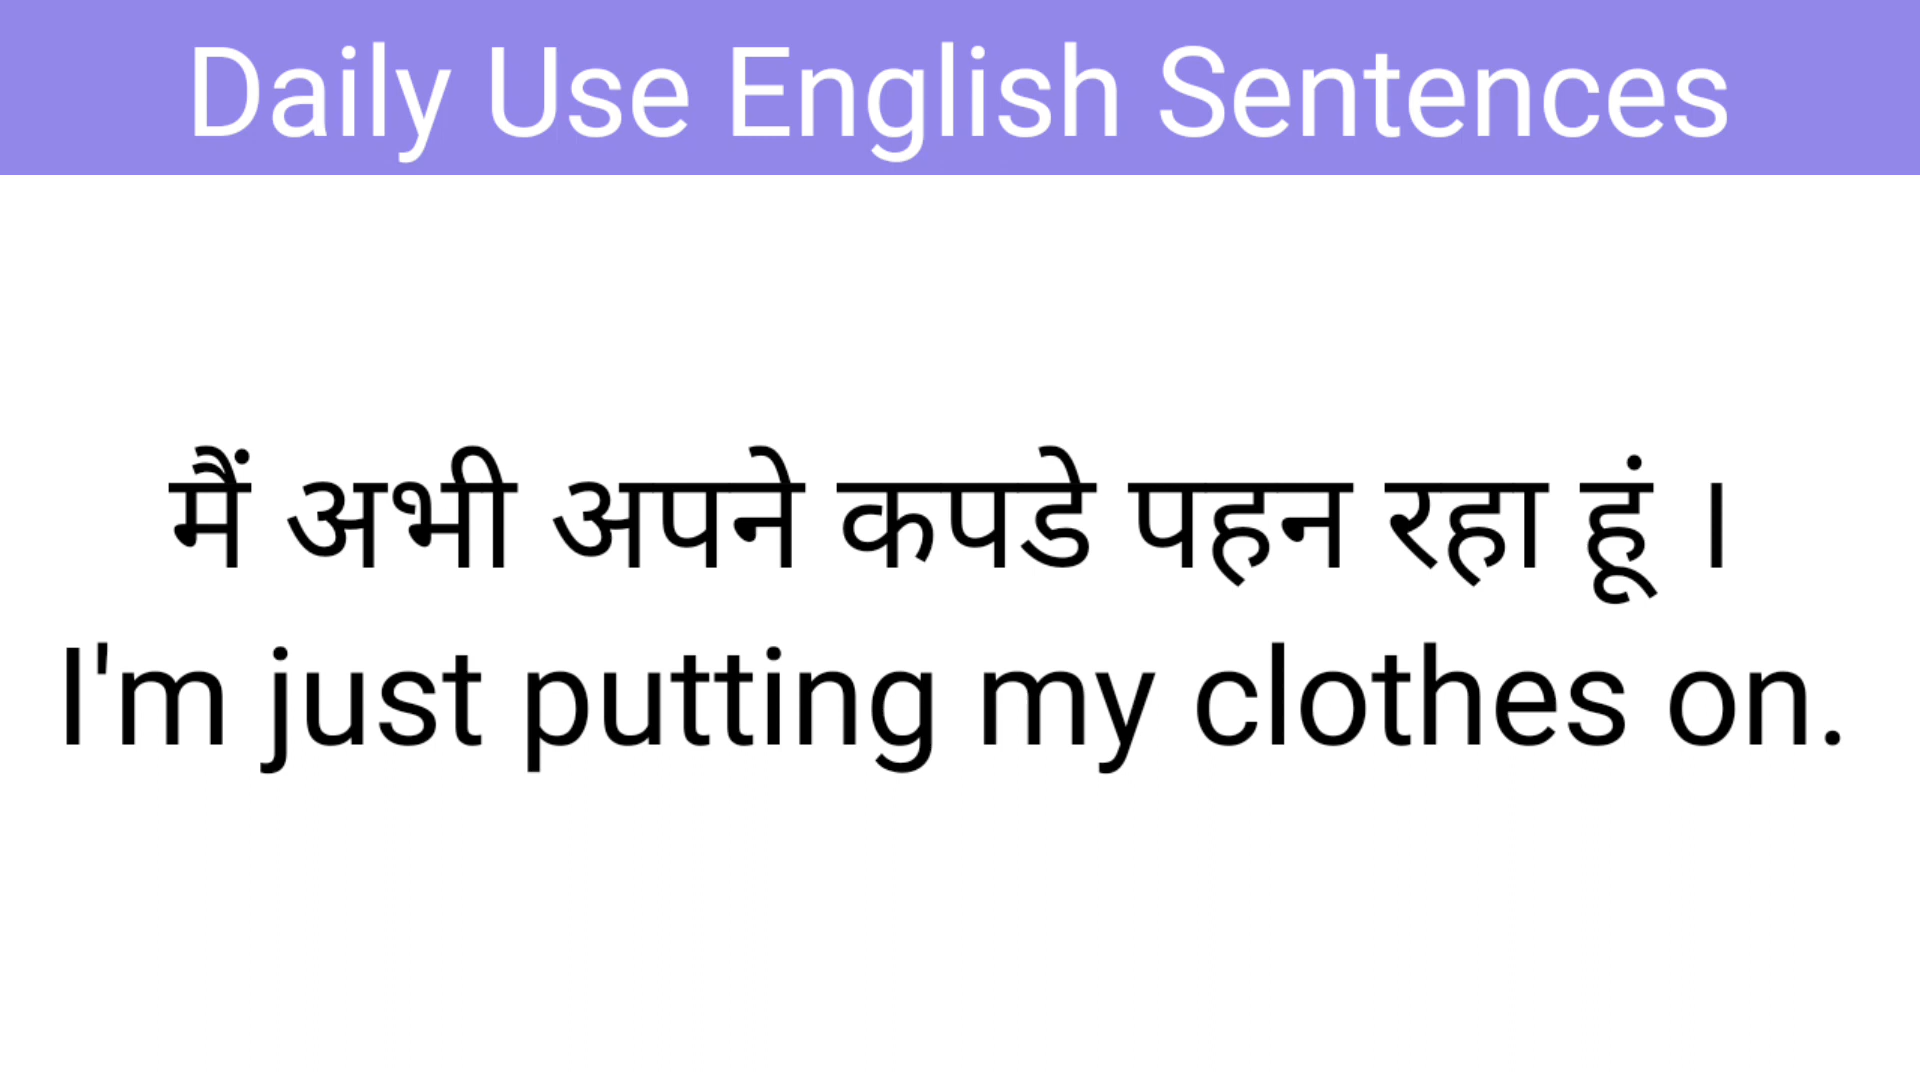 Daily Use English Sentences
मैं अभी अपने कपडे पहन रहा हूं ।
I'm just putting my clothes on.